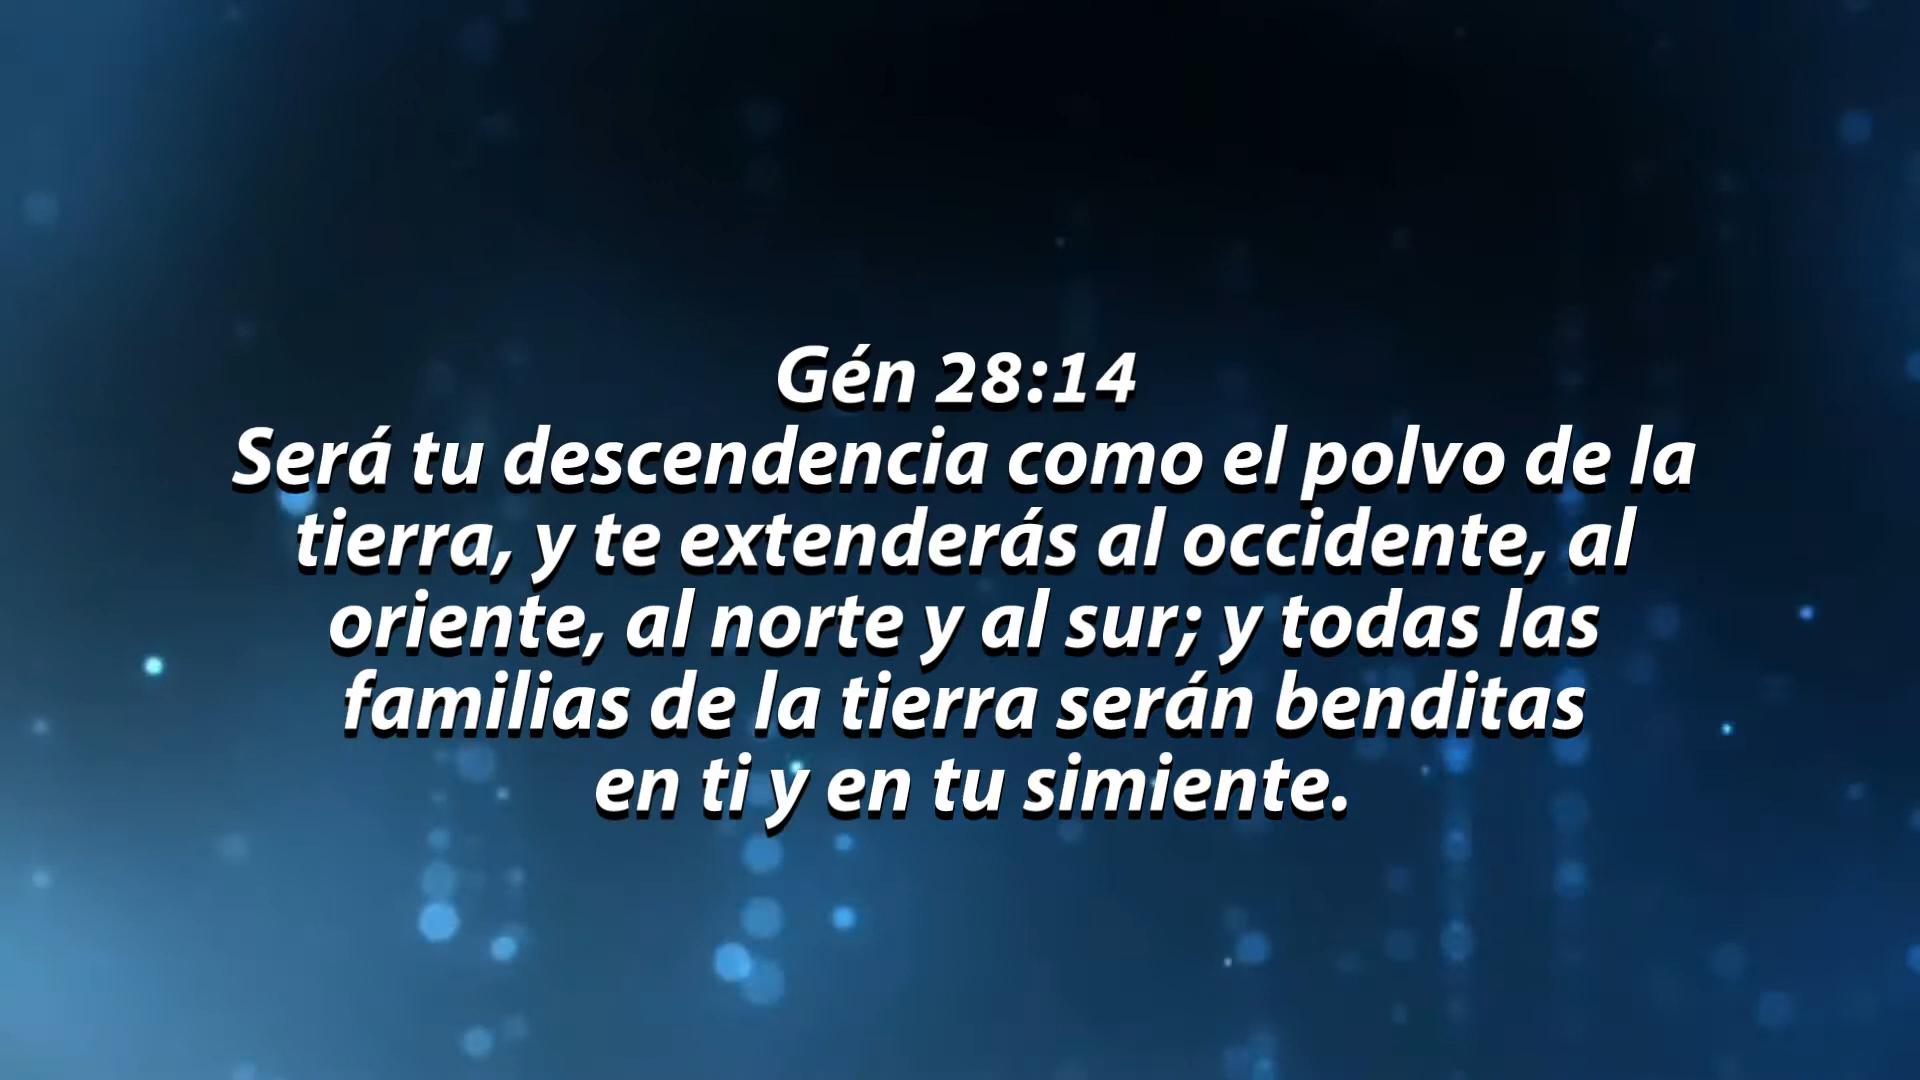 Gén 28:14
Será tu descendencia como el polvo de la
tierra, y te extenderás al occidente, al
oriente, al norte y al sur; y todas las
familias de la tierra serán benditas
en ti y en tu simiente.